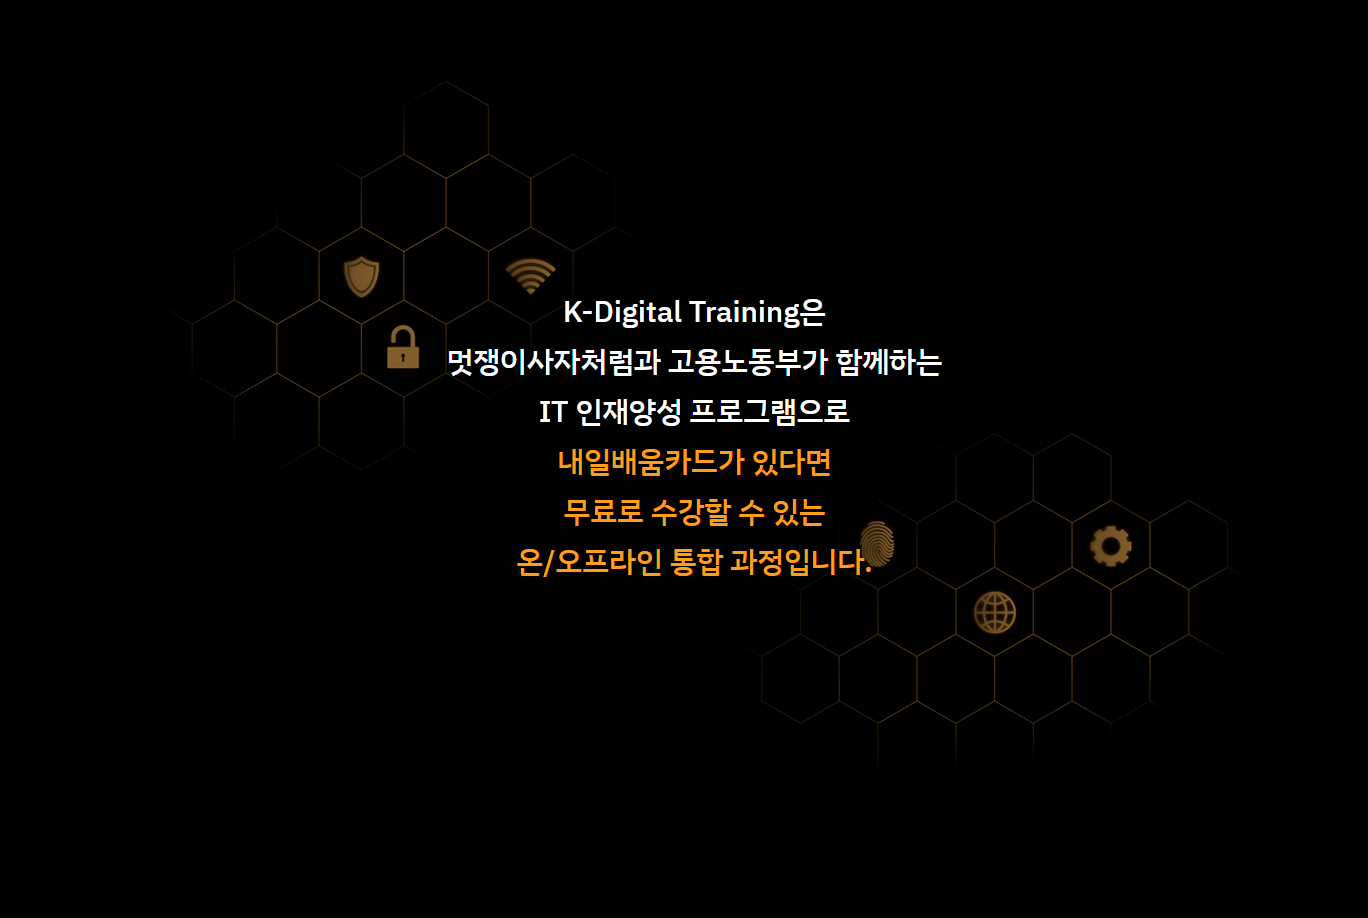 K-Digital Training은
멋쟁이사자처럼과 고용노동부가 함께하는
IT 인재양성 프로그램으로
내일배움카드가 있다면
무료로 수강할 수 있는
온/오프라인 통합 과정입니다.